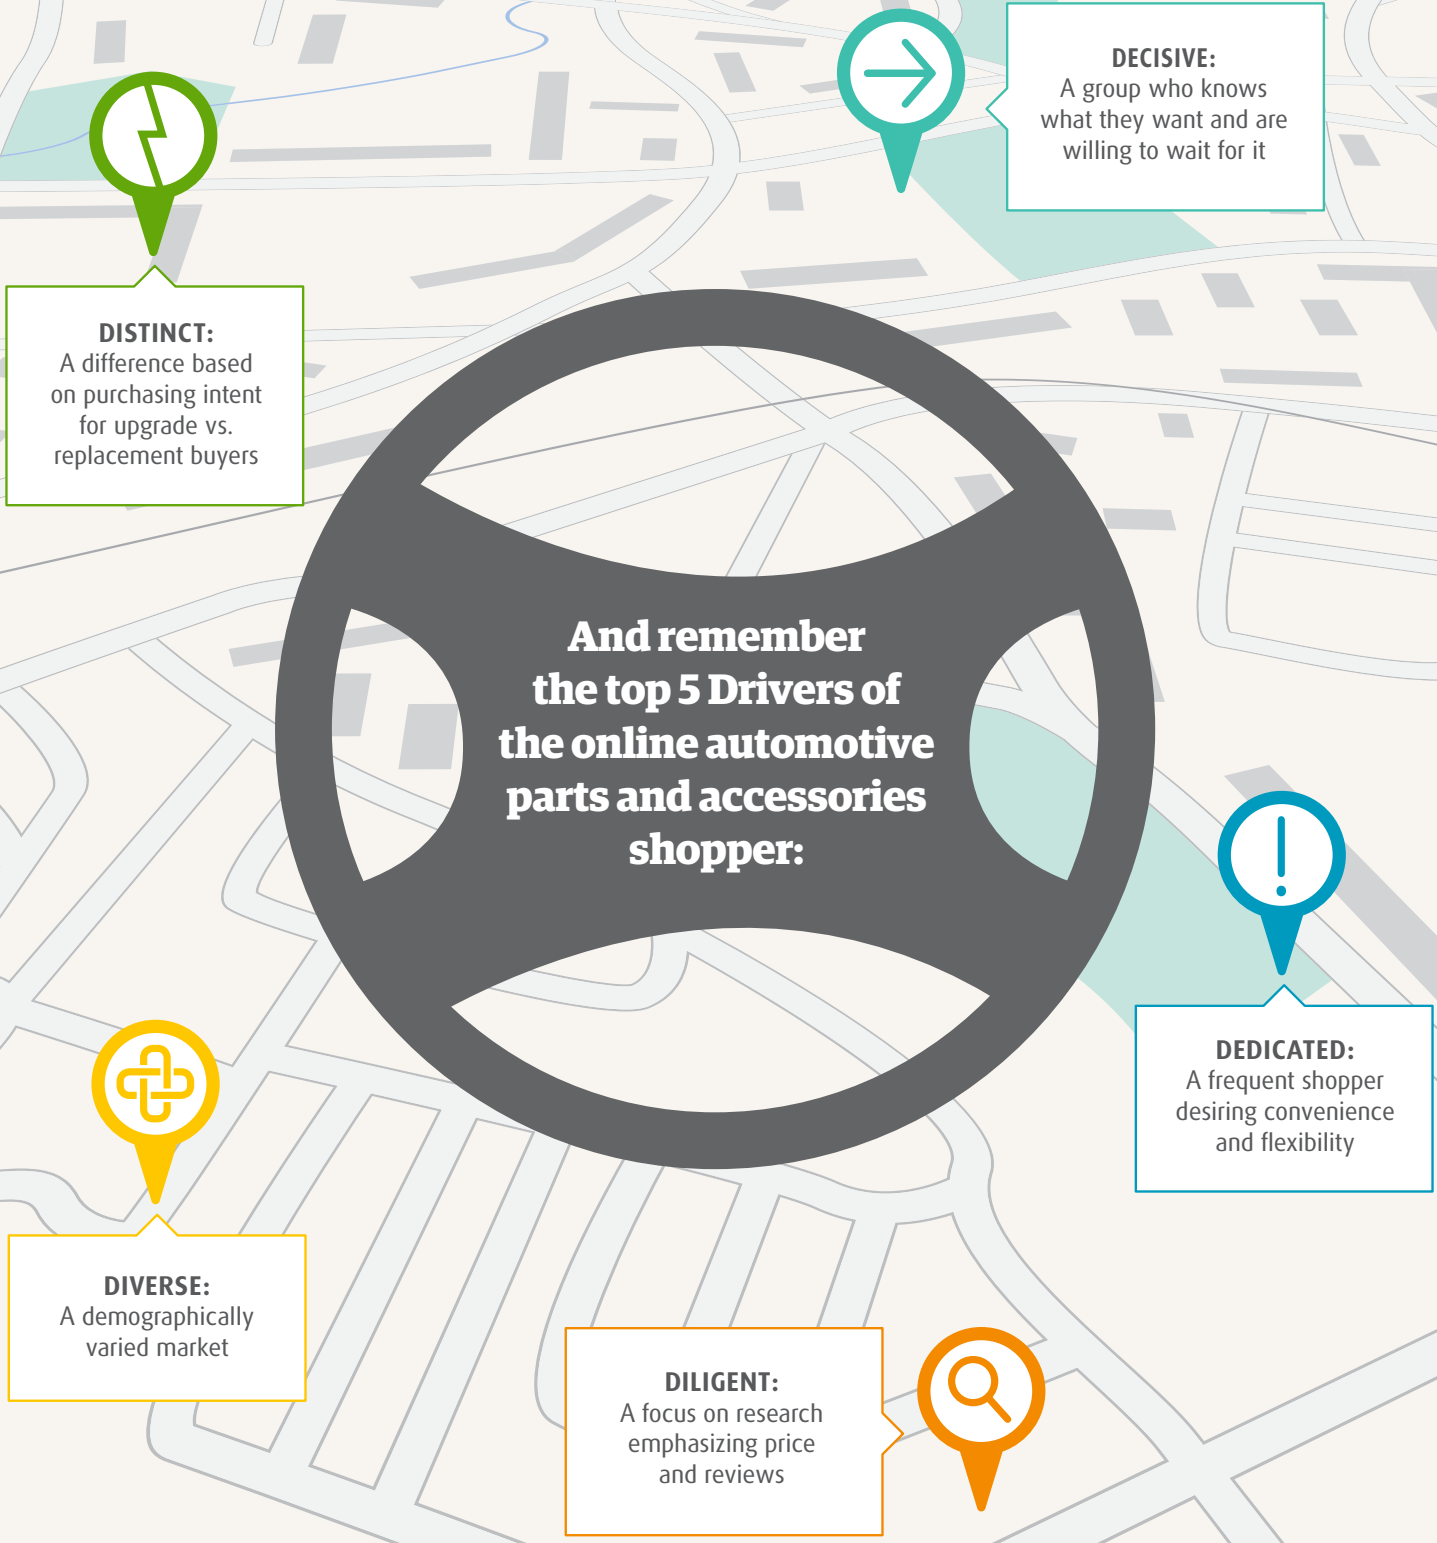 DECISIVE:
A group who knows
what they want and are
willing to wait for it
DISTINCT:
A difference based
on purchasing intent
for upgrade vs.
replacement buyers
And remember
the top 5 Drivers of
the online automotive
parts and accessories
shopper:
DEDICATED:
A frequent shopper
desiring convenience
and flexibility
DIVERSE:
A demographically
varied market
DILIGENT:
A focus on research
emphasizing price
and reviews